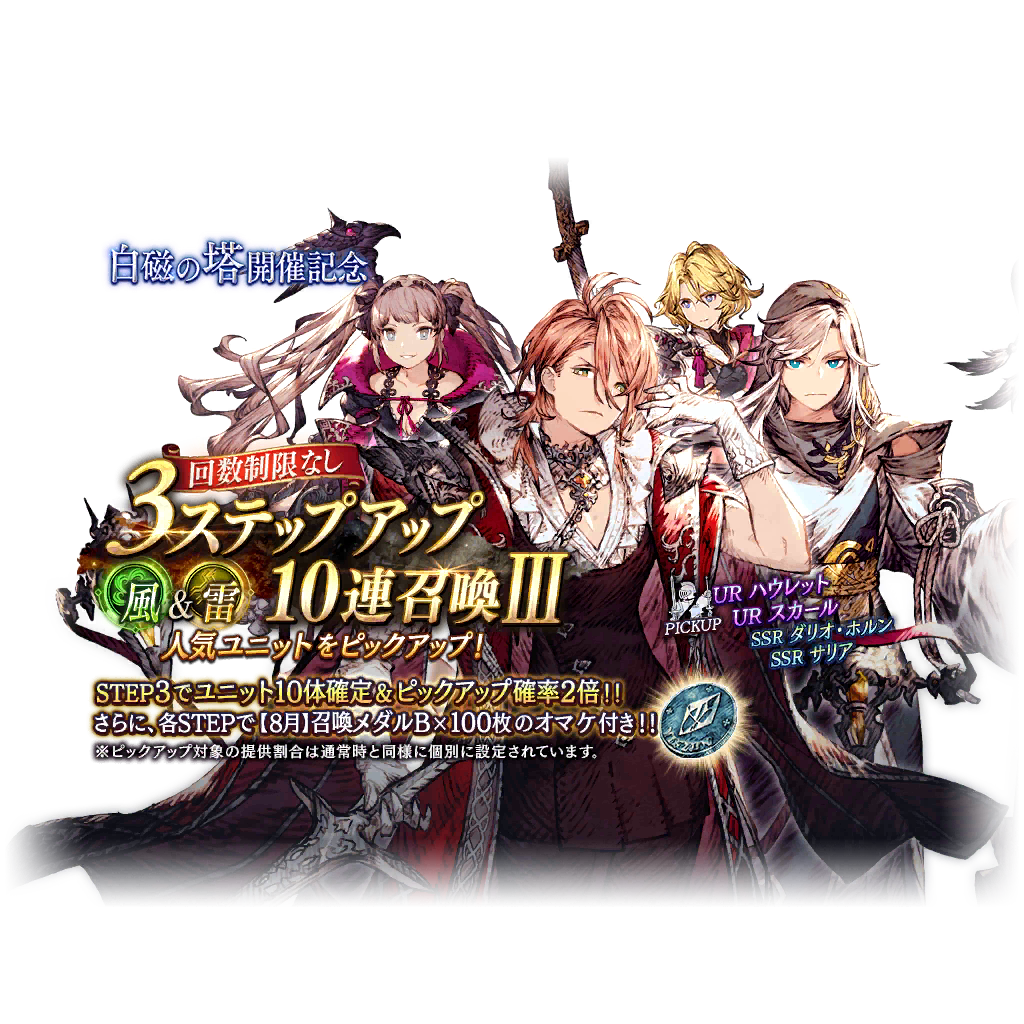 白磁の塔開催記念
回数制限なし
3ステップアップ
風&雷 10連召喚III
人気ユニットをピックアップ!
PICKUP
UR ハウレット
UR スカール
SSR ダリオ・ホルン
SSR サリア
STEP3でユニット10体確定&ピックアップ確率2倍!!
さらに、各STEPで【8月】召喚メダルB×100枚のオマケ付き!!
※ピックアップ対象の提供割合は通常時と同様に個別に設定されています。